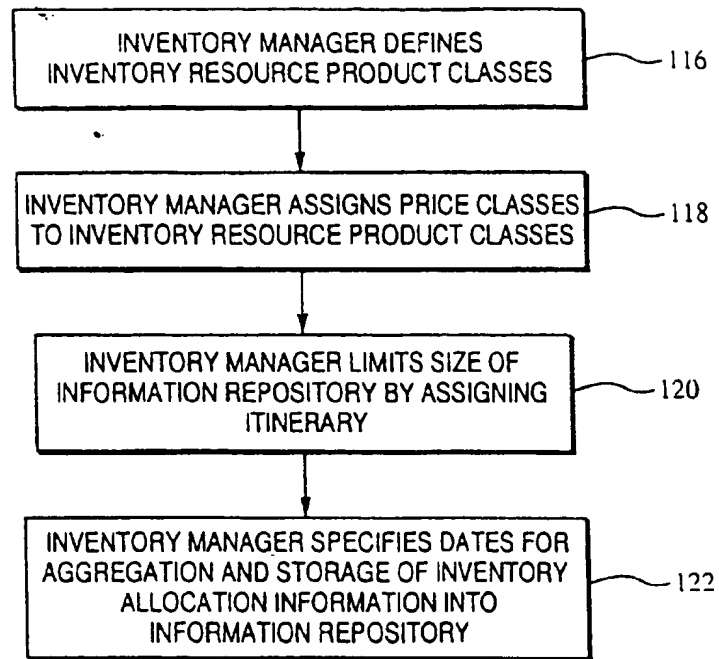 INVENTORY MANAGER DEFINES
INVENTORY RESOURCE PRODUCT CLASSES
116
INVENTORY MANAGER ASSIGNS PRICE CLASSES
TO INVENTORY RESOURCE PRODUCT CLASSES
118
INVENTORY MANAGER LIMITS SIZE OF
INFORMATION REPOSITORY BY ASSIGNING
ITINERARY
120
INVENTORY MANAGER SPECIFIES DATES FOR
AGGREGATION AND STORAGE OF INVENTORY
ALLOCATION INFORMATION INTO
INFORMATION REPOSITORY
122